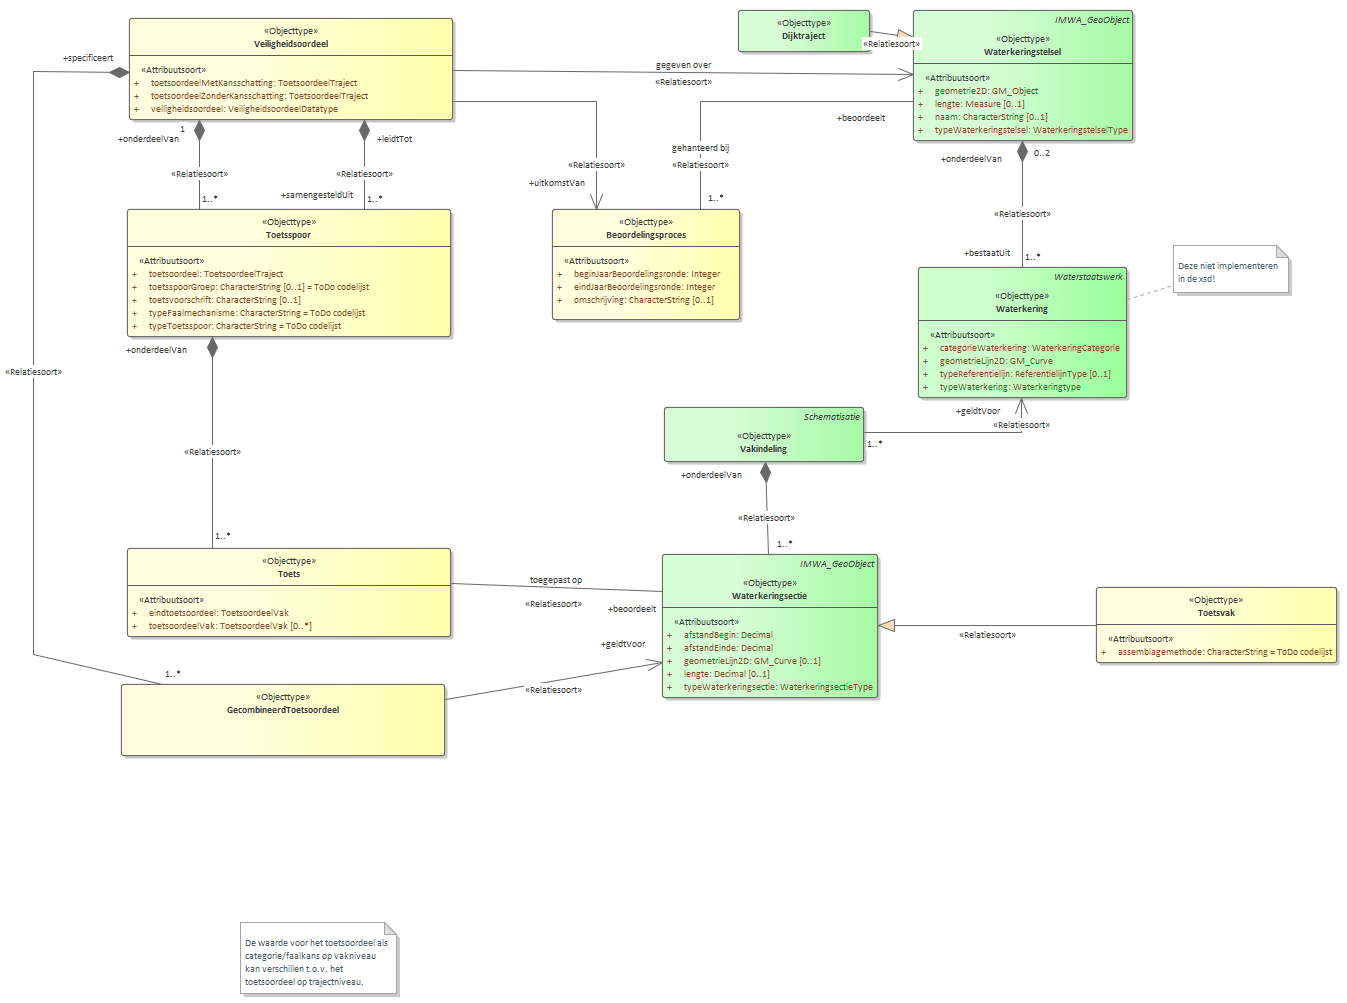 «Objecttype»
Veiligheidsoordeel
«Attribuutsoort»
+ toetsoordeelMetKansschatting: ToetsoordeelTraject
+ toetsoordeelZonderKansschatting: ToetsoordeelTraject
+ veiligheidsoordeel: VeiligheidsoordeelDatatype
«Objecttype»
Dijktraject
«Relatiesoort»
IMWA_GeoObject
«Objecttype»
Waterkeringstelsel
«Attribuutsoort»
+ geometrie2D: GM_Object
+ lengte: Measure [0..1]
+ naam: CharacterString [0..1]
+ typeWaterkeringstelsel: WaterkeringstelselType
+specificeert
gegeven over
«Relatiesoort»
+beoordeelt
1
+onderdeelVan
+leidtTot
«Relatiesoort»
«Relatiesoort»
+samengesteldUit
1..*
1..*
«Relatiesoort»
+uitkomstVan
gehanteerd bij
«Relatiesoort»
1..*
+onderdeelVan
0..2
«Relatiesoort»
+bestaatUit
1..*
«Objecttype»
Toetsspoor
«Attribuutsoort»
+ toetsoordeel: ToetsoordeelTraject
+ toetsspoorGroep: CharacterString [0..1] = ToDo codelijst
+ toetsvoorschrift: CharacterString [0..1]
+ typeFaalmechanisme: CharacterString = ToDo codelijst
+ typeToetsspoor: CharacterString = ToDo codelijst
«Objecttype»
Beoordelingsproces
«Attribuutsoort»
+ beginJaarBeoordelingsronde: Integer
+ eindJaarBeoordelingsronde: Integer
+ omschrijving: CharacterString [0..1]
Waterstaatswerk
«Objecttype»
Waterkering
«Attribuutsoort»
+ categorieWaterkering: WaterkeringCategorie
+ geometrieLijn2D: GM_Curve
+ typeReferentielijn: ReferentielijnType [0..1]
+ typeWaterkering: Waterkeringtype
Deze niet implementeren
in de xsd!
+onderdeelVan
«Relatiesoort»
+geldtVoor
«Relatiesoort»
1..*
Schematisatie
«Objecttype»
Vakindeling
+onderdeelVan
«Relatiesoort»
1..*
«Relatiesoort»
1..*
«Objecttype»
Toets
«Attribuutsoort»
+ eindtoetsoordeel: ToetsoordeelVak
+ toetsoordeelVak: ToetsoordeelVak [0..*]
toegepast op
«Relatiesoort»
+beoordeelt
+geldtVoor
«Relatiesoort»
IMWA_GeoObject
«Objecttype»
Waterkeringsectie
«Attribuutsoort»
+ afstandBegin: Decimal
+ afstandEinde: Decimal
+ geometrieLijn2D: GM_Curve [0..1]
+ lengte: Decimal [0..1]
+ typeWaterkeringsectie: WaterkeringsectieType
«Relatiesoort»
«Objecttype»
Toetsvak
«Attribuutsoort»
+ assemblagemethode: CharacterString = ToDo codelijst
1..*
«Objecttype»
GecombineerdToetsoordeel
De waarde voor het toetsoordeel als
categorie/faalkans op vakniveau
kan verschillen t.o.v. het
toetsoordeel op trajectniveau.